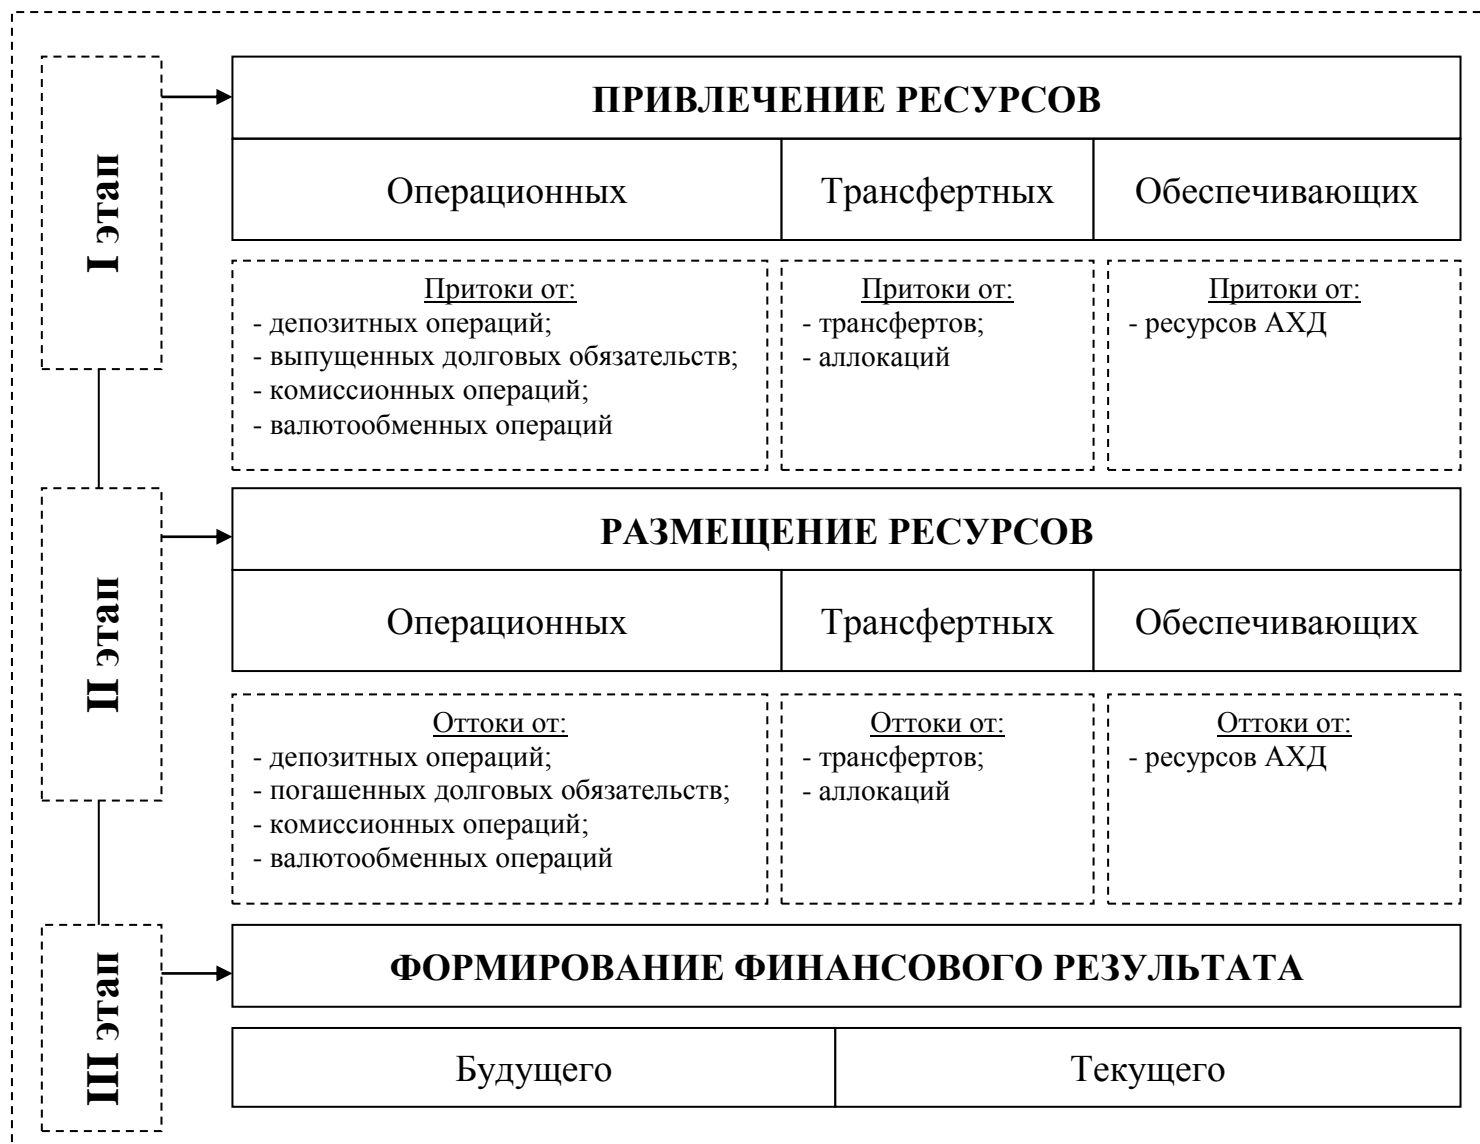 I этап
ПРИВЛЕЧЕНИЕ РЕСУРСОВ
Операционных
Трансфертных
Обеспечивающих
Притоки от:
- депозитных операций;
- выпущенных долговых обязательств;
- комиссионных операций;
- валютообменных операций
Притоки от:
- трансфертов;
- аллокаций
Притоки от:
- ресурсов АХД
II этап
РАЗМЕЩЕНИЕ РЕСУРСОВ
Операционных
Трансфертных
Обеспечивающих
Оттоки от:
- депозитных операций;
- погашенных долговых обязательств;
- комиссионных операций;
- валютообменных операций
Оттоки от:
- трансфертов;
- аллокаций
Оттоки от:
- ресурсов АХД
III этап
ФОРМИРОВАНИЕ ФИНАНСОВОГО РЕЗУЛЬТАТА
Будущего
Текущего